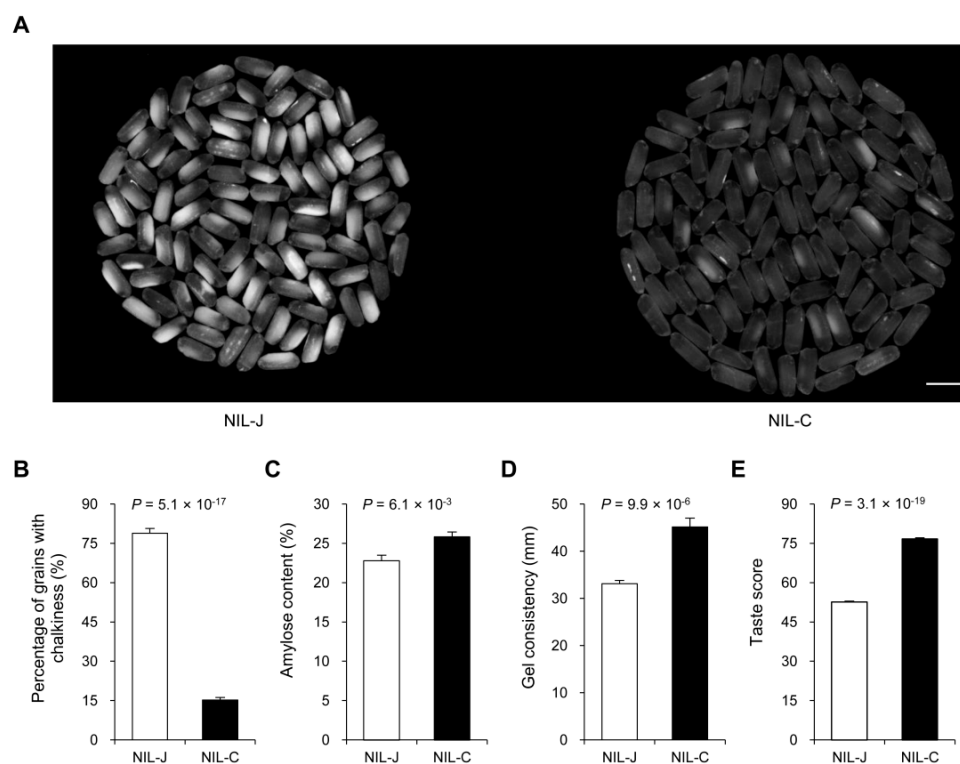 A
NIL-J NIL-C
B
P = 5.1 × 10-17
Percentage of grains with
chalkiness (%)
90
75
60
45
30
15
0
NIL-J NIL-C
C
P = 6.1 × 10-3
Amylose content (%)
30
25
20
15
10
5
0
NIL-J NIL-C
D
P = 9.9 × 10-6
Gel consistency (mm)
50
40
30
20
10
0
NIL-J NIL-C
E
P = 3.1 × 10-19
Taste score
90
75
60
45
30
15
0
NIL-J NIL-C